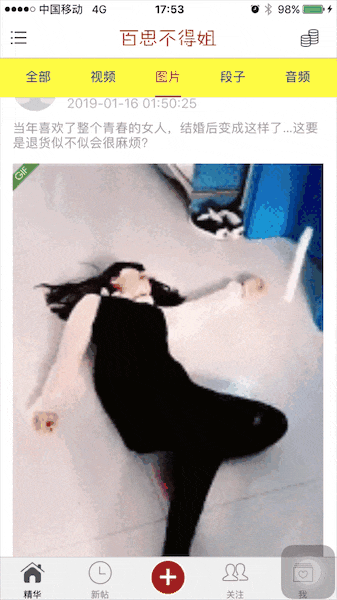 中国移动 4G 17:53 98%
百思不得姐
全部 视频 图片 段子 音频
2019-01-16 01:50:25
当年喜欢了整个青春的女人，结婚后变成这样了...这要
是退货似不似会很麻烦?
GIF
精华 新帖 关注 我